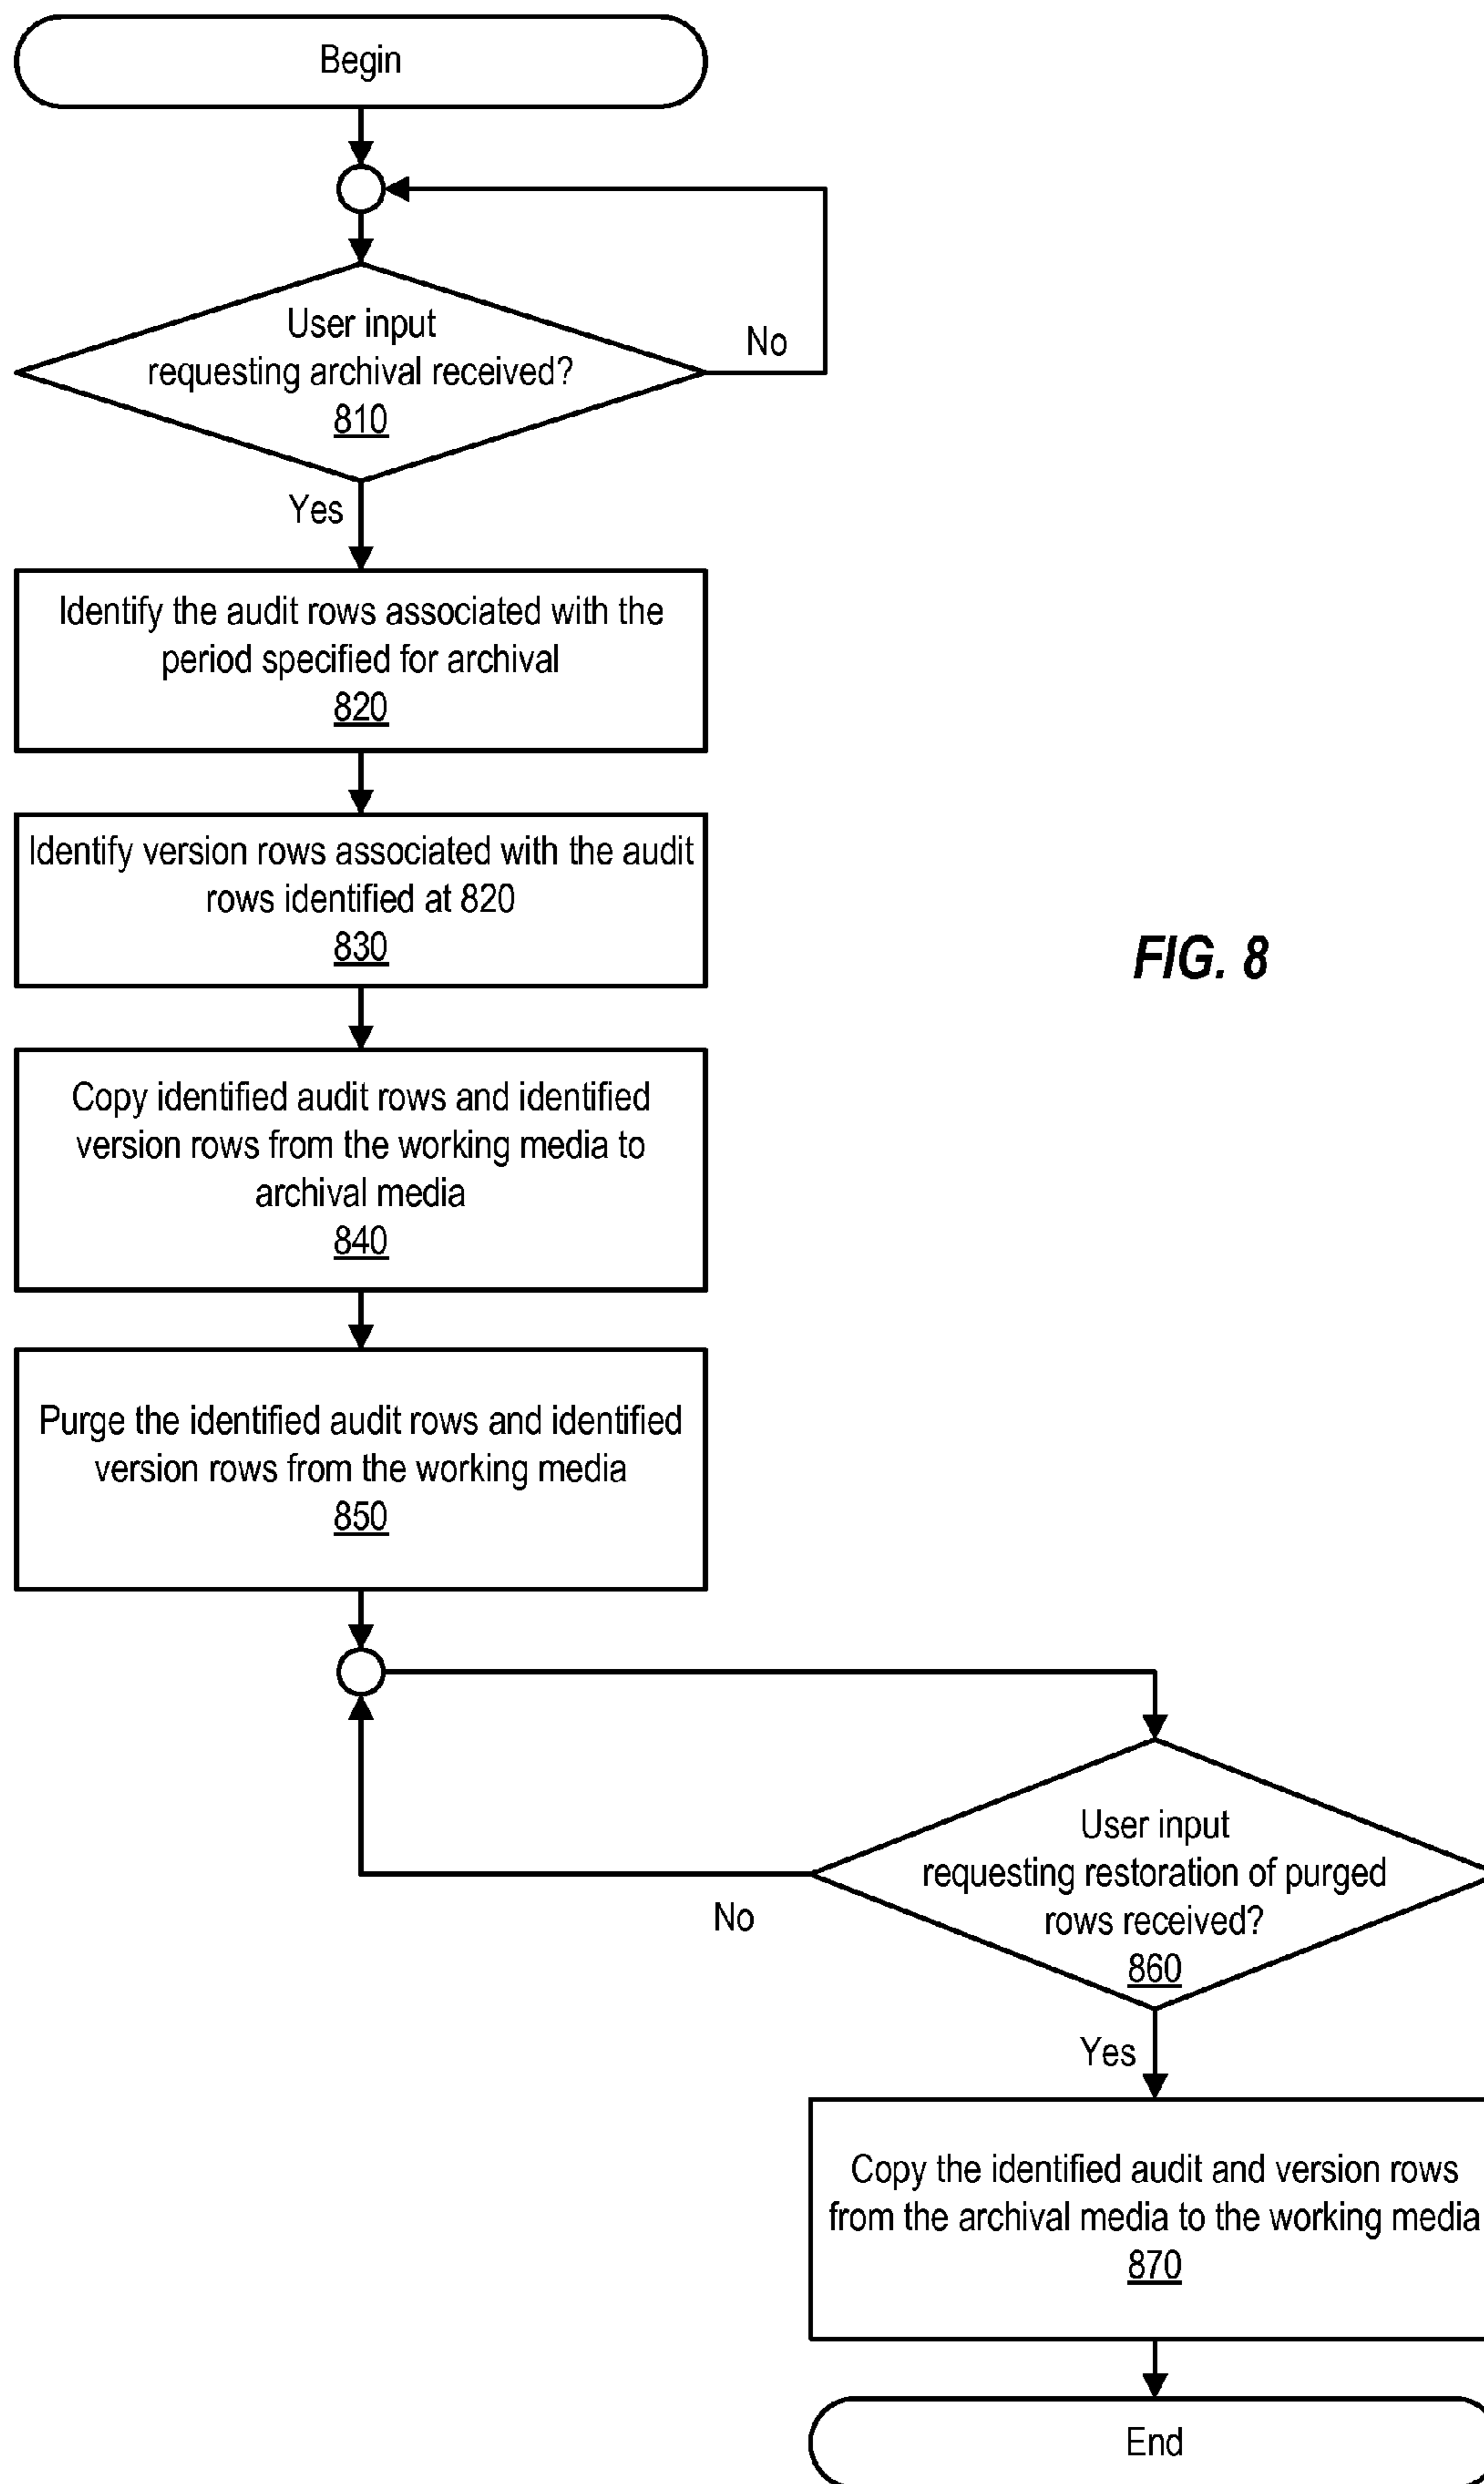 Begin
User input
requesting archival received?
810
No
Yes
Identify the audit rows associated with the
period specified for archival
820
Identify version rows associated with the audit
rows identified at 820
830
FIG. 8
Copy identified audit rows and identified
version rows from the working media to
archival media
840
Purge the identified audit rows and identified
version rows from the working media
850
User input
requesting restoration of purged
rows received?
860
No
Yes
Copy the identified audit and version rows
from the archival media to the working media
870
End